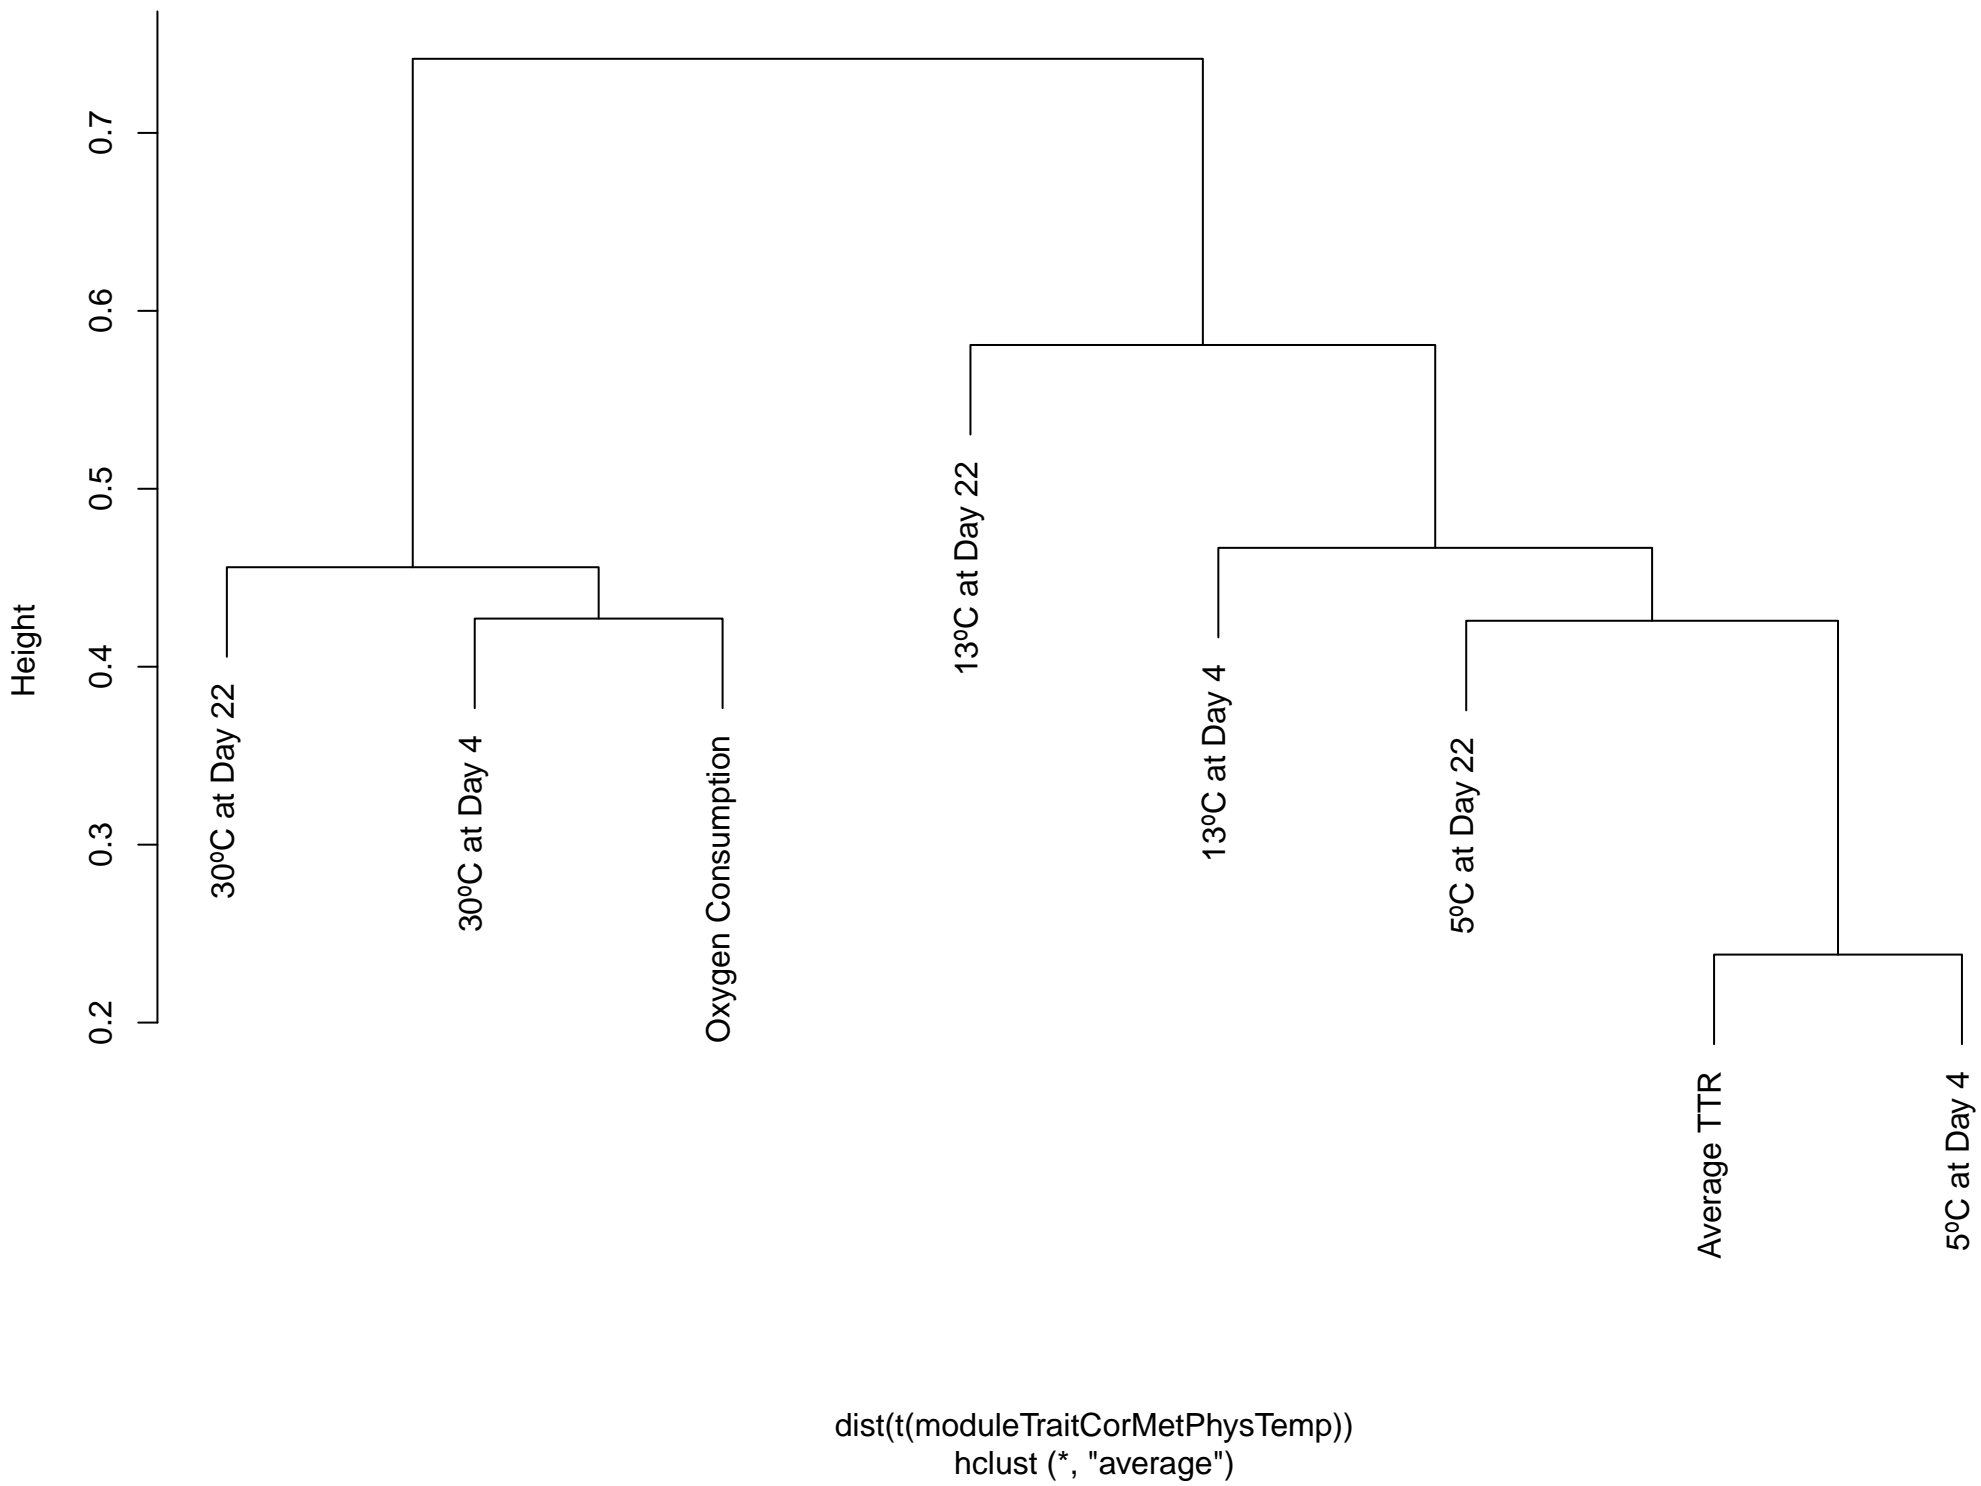 Height
0.7
0.6
0.5
0.4
0.3
0.2
30ºC at Day 22
30ºC at Day 4
Oxygen Consumption
13ºC at Day 22
13ºC at Day 4
5ºC at Day 22
Average TTR
5ºC at Day 4
dist(t(moduleTraitCorMetPhysTemp))
hclust (*, "average")